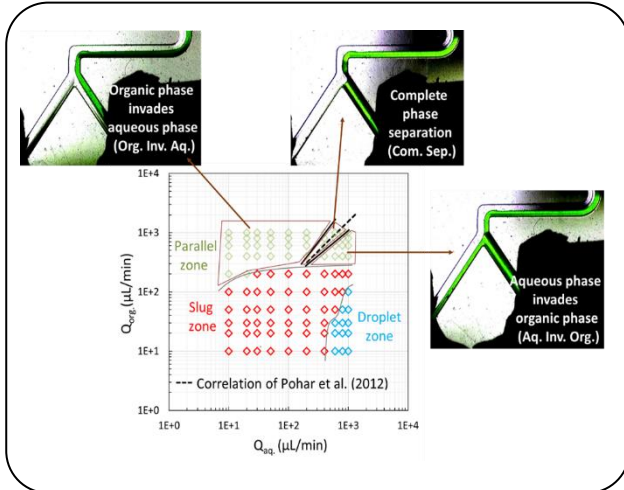 Organic phase
invades
aqueous phase
(Org. Inv. Aq.)
Complete
phase
separation
(Com. Sep.)
Aqueous phase
invades
organic phase
(Aq. Inv. Org.)
1E+4
1E+3
1E+2
1E+1
1E+0
Q org. (µL/min)
Parallel
zone
Slug
zone
Droplet
zone
Correlation of Pohar et al. (2012)
1E+0 1E+1 1E+2 1E+3 1E+4
Q aq. (µL/min)